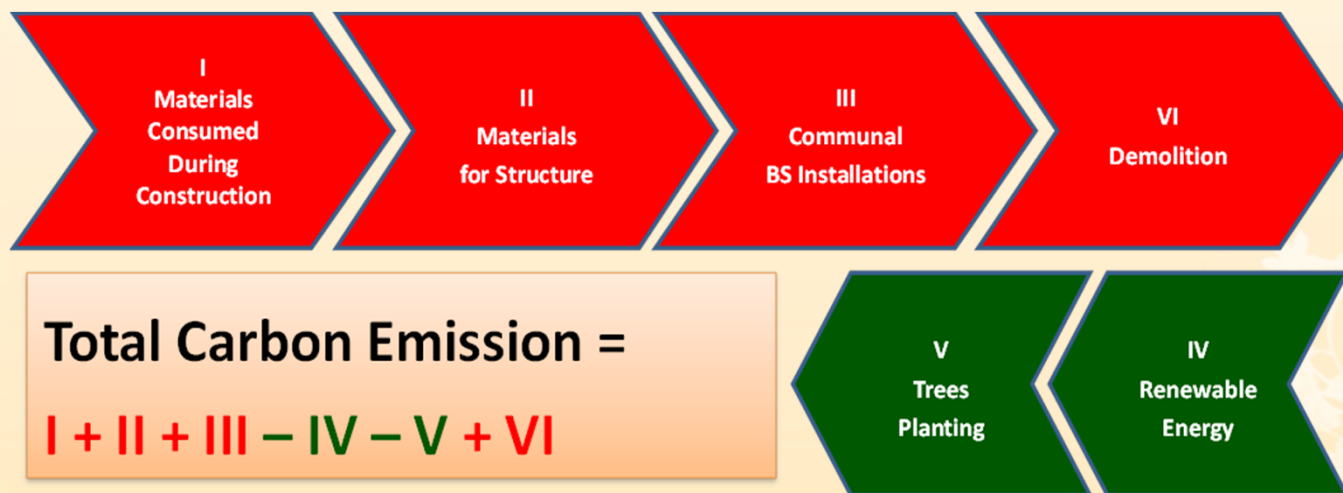 I
Materials
Consumed
During
Construction
II
Materials
for Structure
III
Communal
BS Installations
VI
Demolition
Total Carbon Emission =
I + II + III – IV – V + VI
V
Trees
Planting
IV
Renewable
Energy